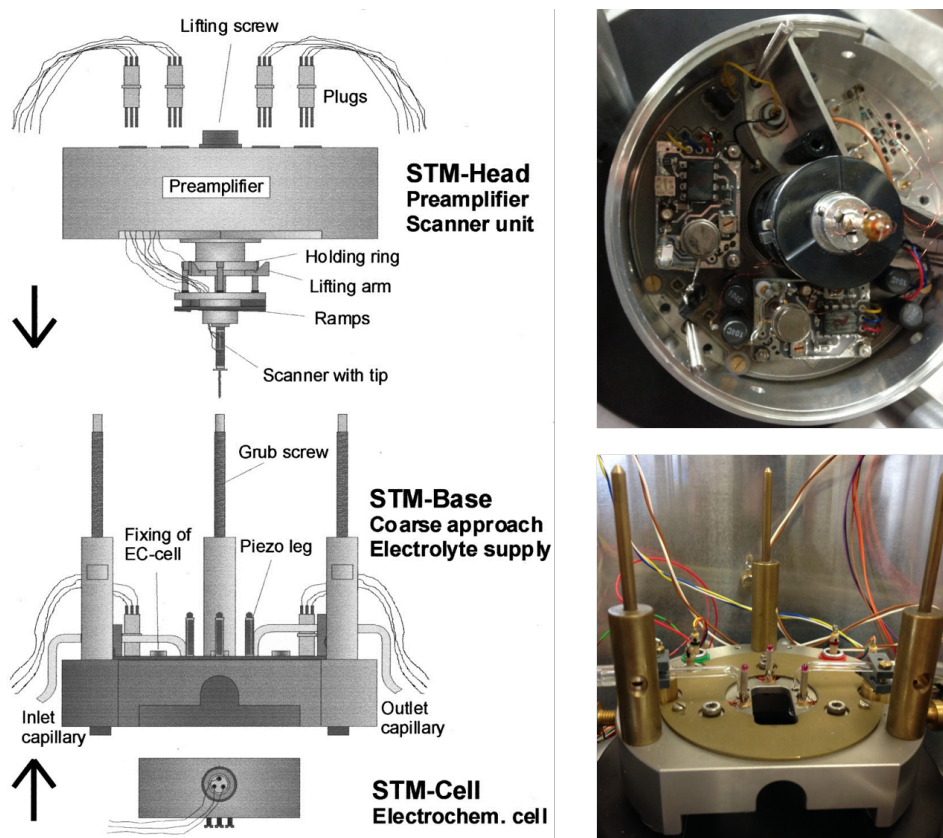 Lifting screw
Plugs
Preamplifier
STM-Head
Preamplifier
Scanner unit
Holding ring
Lifting arm
Ramps
Scanner with tip
Grub screw
STM-Base
Coarse approach
Electrolyte supply
Fixing of
EC-cell
Piezo leg
Inlet
capillary
Outlet
capillary
STM-Cell
Electrochem. cell